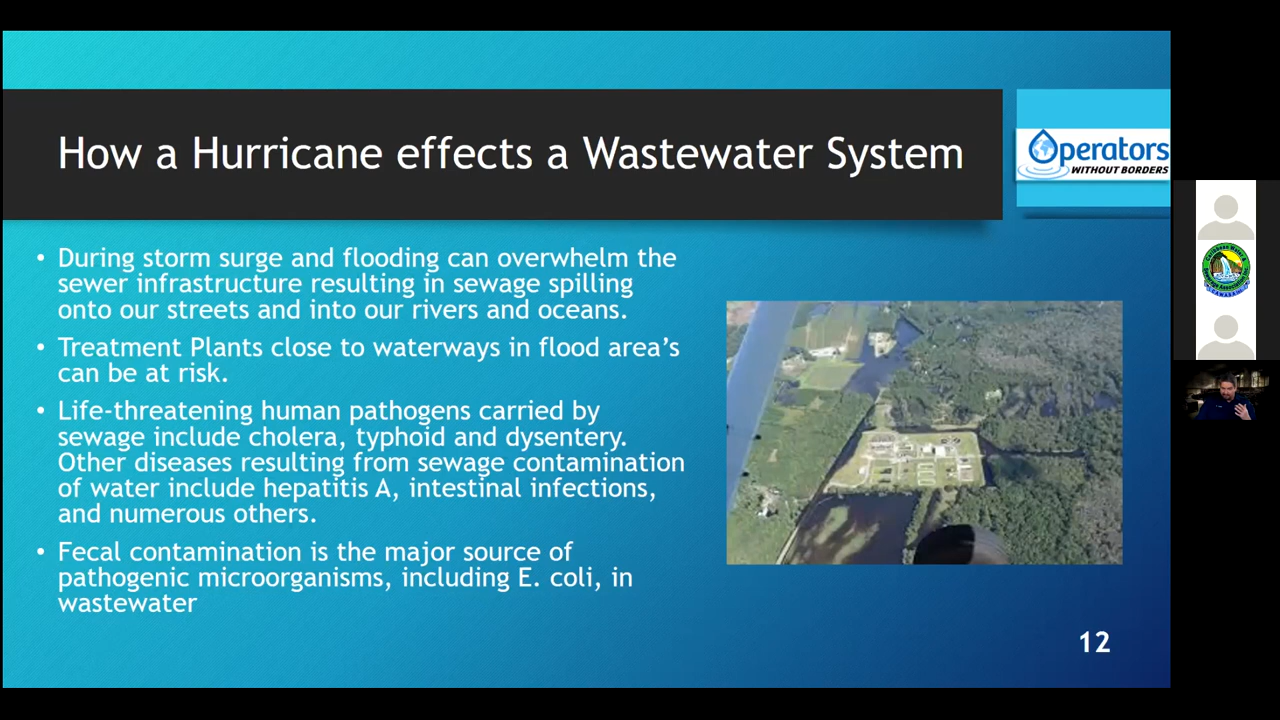 How a Hurricane effects a Wastewater System
Operators
WITHOUT BORDERS
• During storm surge and flooding can overwhelm the
sewer infrastructure resulting in sewage spilling
onto our streets and into our rivers and oceans.
• Treatment Plants close to waterways in flood area’s
can be at risk.
• Life-threatening human pathogens carried by
sewage include cholera, typhoid and dysentery.
Other diseases resulting from sewage contamination
of water include hepatitis A, intestinal infections,
and numerous others.
• Fecal contamination is the major source of
pathogenic microorganisms, including E. coli, in
wastewater
12